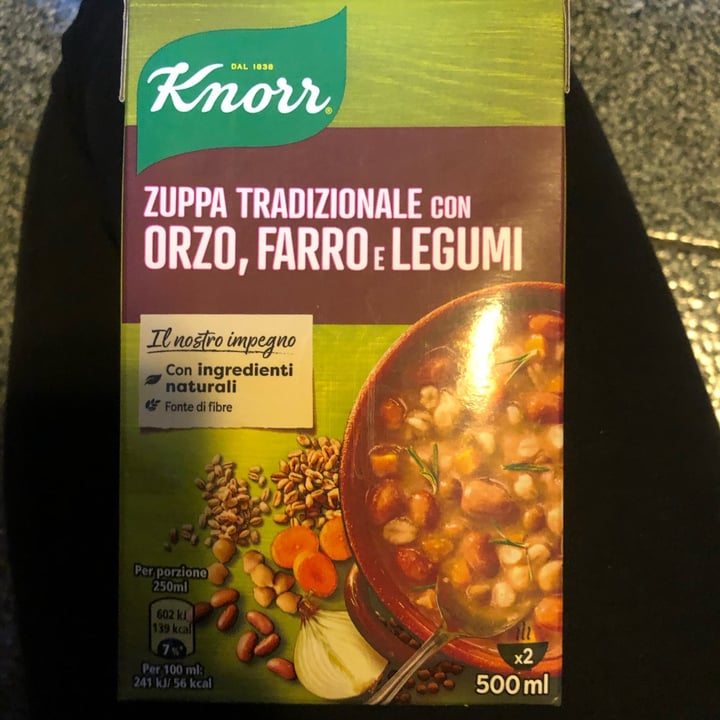 DAL 1838
Knorr®
ZUPPA TRADIZIONALE CON
ORZO, FARRO E LEGUMI
Il nostro impegno
Con ingredienti
naturali
Fonte di fibre
Per porzione
250ml
602 kJ
139 kcal
7%*
Per 100 ml:
241 kJ/ 56 kcal
x2
500 ml